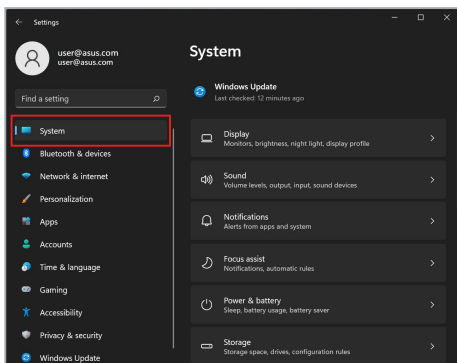 Settings
user@asus.com
user@asus.com
Find a setting
System
Bluetooth & devices
Network & internet
Personalization
Apps
Accounts
Time & language
Gaming
Accessibility
Privacy & security
Windows Update
System
Windows Update
Last checked: 12 minutes ago
Display
Monitors, brightness, night light, display profile
Sound
Volume levels, output, input, sound devices
Notifications
Alerts from apps and system
Focus assist
Notifications, automatic rules
Power & battery
Sleep, battery usage, battery saver
Storage
Storage space, drives, configuration rules